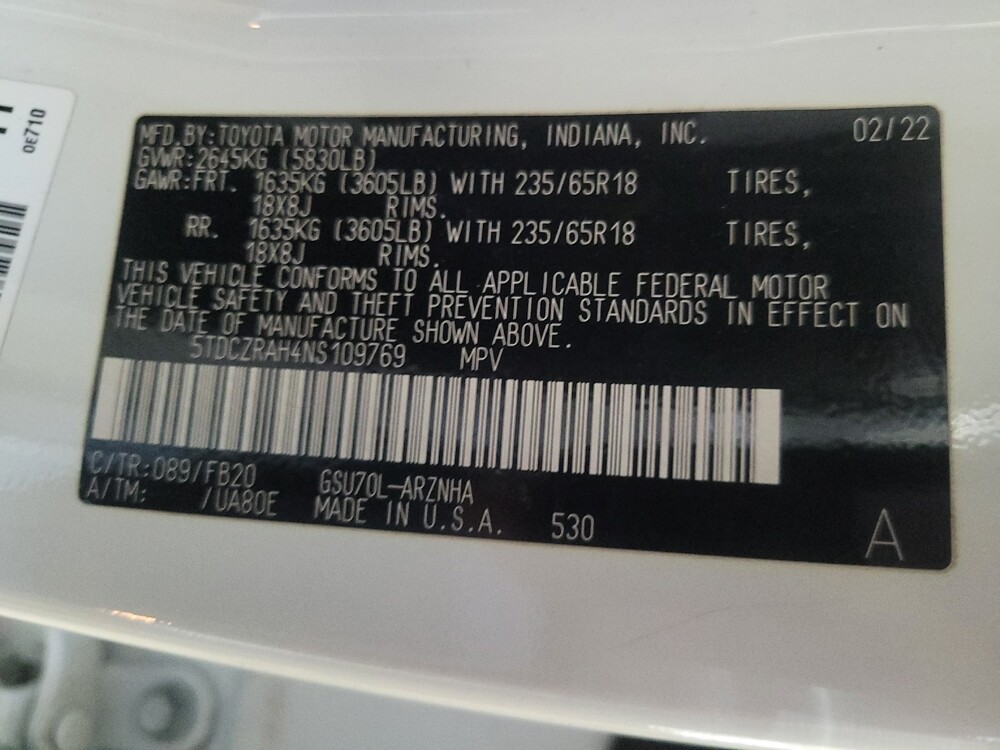 0E710
MFD.BY:TOYOTA MOTOR MANUFACTURING, INDIANA, INC. 02/22
GVWR:2645KG (5830LB)
GAWR:FRT. 1635KG (3605LB) WITH 235/65R18 TIRES,
18X8J RIMS.
RR. 1635KG (3605LB) WITH 235/65R18 TIRES,
18X8J RIMS.
THIS VEHICLE CONFORMS TO ALL APPLICABLE FEDERAL MOTOR
VEHICLE SAFETY AND THEFT PREVENTION STANDARDS IN EFFECT ON
THE DATE OF MANUFACTURE SHOWN ABOVE.
5TDCZRAH4NS109769 MPV
C/TR:089/FB20 GSU70L-ARZNHA
A/TM: /UA80E MADE IN U.S.A. 530 A